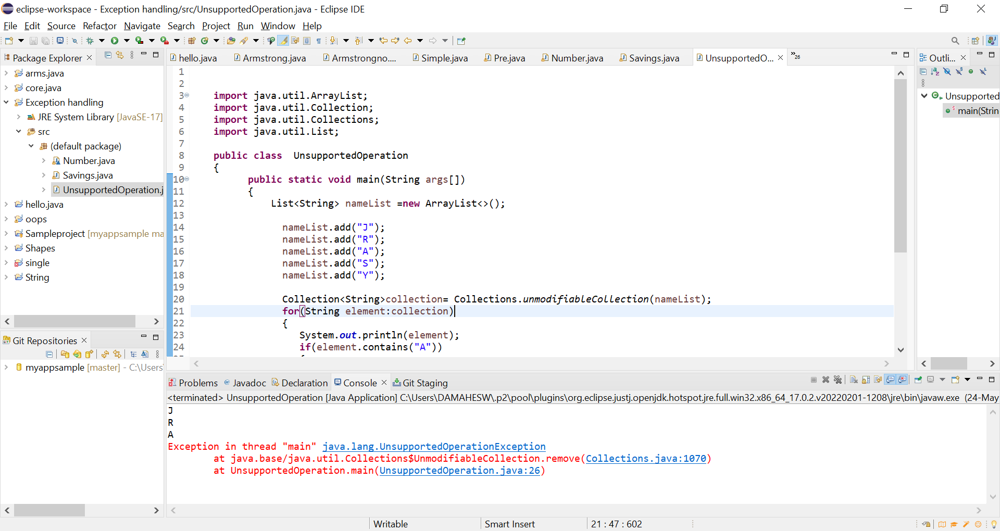 eclipse-workspace - Exception handling/src/UnsupportedOperation.java - Eclipse IDE
File Edit Source Refactor Navigate Search Project Run Window Help
Package Explorer
arms.java
core.java
Exception handling
JRE System Library [JavaSE-17]
src
(default package)
Number.java
Savings.java
UnsupportedOperation.j
hello.java
oops
Sampleproject [myappsample ma
Shapes
single
String
Git Repositories
myappsample [master] - C:\Users
hello.java Armstrong.java Armstrongno.... Simple.java Pre.java Number.java Savings.java UnsupportedO... »26
1
2
3 import java.util.ArrayList;
4 import java.util.Collection;
5 import java.util.Collections;
6 import java.util.List;
7
8 public class  UnsupportedOperation
9 {
10 public static void main(String args[])
11 {
12 List<String> nameList =new ArrayList<>();
13
14 nameList.add("J");
15 nameList.add("R");
16 nameList.add("A");
17 nameList.add("S");
18 nameList.add("Y");
19
20 Collection<String>collection= Collections.unmodifiableCollection(nameList);
21 for(String element:collection)
22 {
23 System.out.println(element);
24 if(element.contains("A"))
Outli...
Unsupported
main(Strin
Problems Javadoc Declaration Console Git Staging
<terminated> UnsupportedOperation [Java Application] C:\Users\DAMAHESW\.p2\pool\plugins\org.eclipse.justj.openjdk.hotspot.jre.full.win32.x86_64_17.0.2.v20220201-1208\jre\bin\javaw.exe (24-May
J
R
A
Exception in thread "main" java.lang.UnsupportedOperationException
at java.base/java.util.Collections$UnmodifiableCollection.remove(Collections.java:1070)
at UnsupportedOperation.main(UnsupportedOperation.java:26)
Writable Smart Insert 21 : 47 : 602